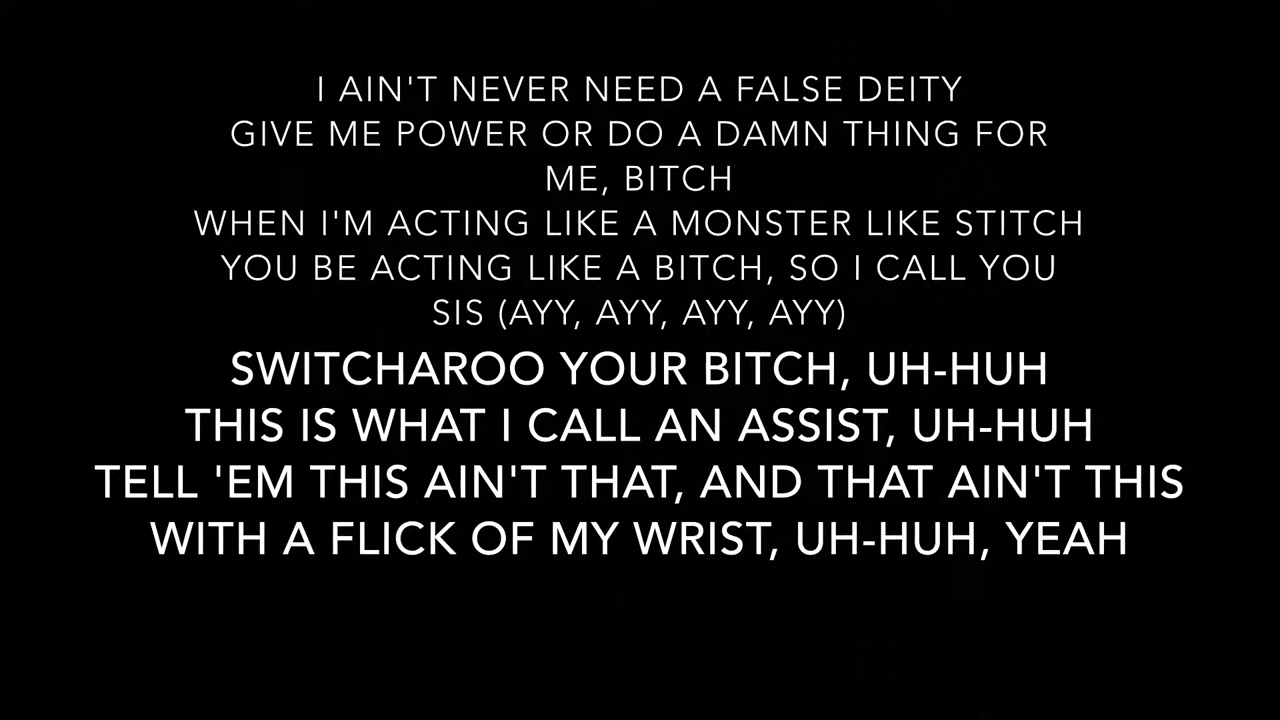 I AIN'T NEVER NEED A FALSE DEITY
GIVE ME POWER OR DO A DAMN THING FOR
ME, BITCH
WHEN I'M ACTING LIKE A MONSTER LIKE STITCH
YOU BE ACTING LIKE A BITCH, SO I CALL YOU
SIS (AYY, AYY, AYY, AYY)
SWITCHAROO YOUR BITCH, UH-HUH
THIS IS WHAT I CALL AN ASSIST, UH-HUH
TELL 'EM THIS AIN'T THAT, AND THAT AIN'T THIS
WITH A FLICK OF MY WRIST, UH-HUH, YEAH